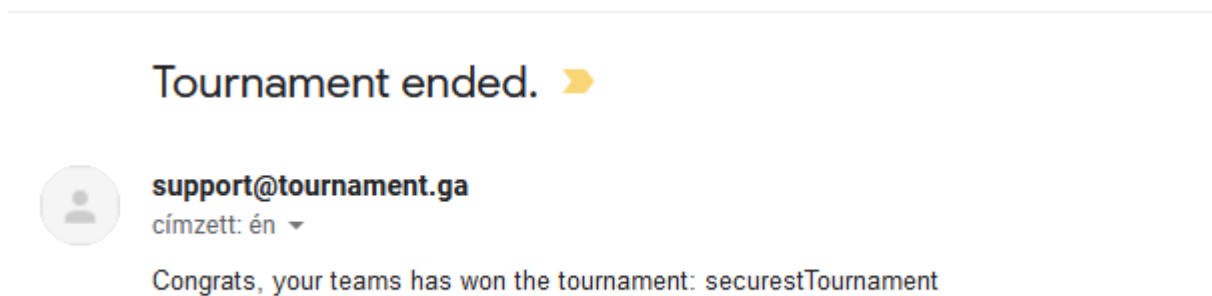 Tournament ended.
support@tournament.ga
címzett: én
Congrats, your teams has won the tournament: securestTournament